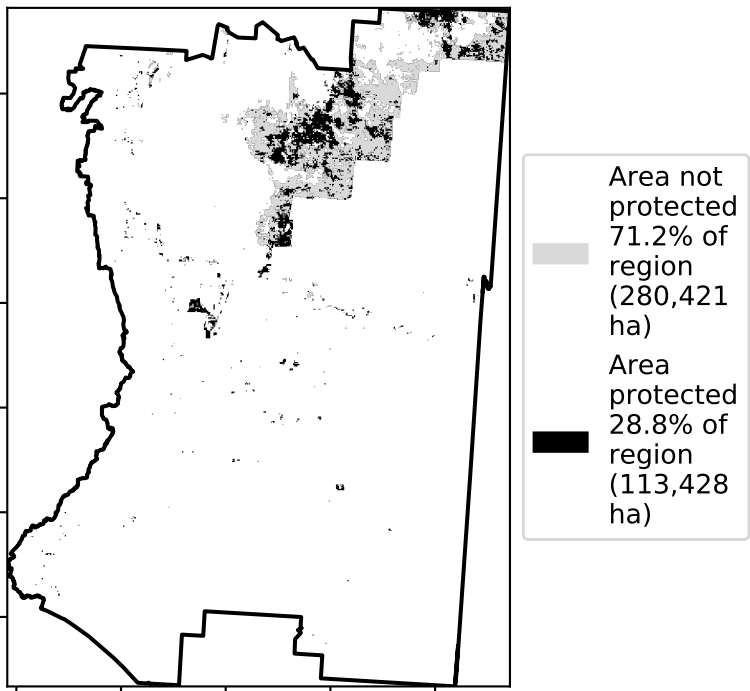 Area not
protected
71.2% of
region
(280,421
ha)
Area
protected
28.8% of
region
(113,428
ha)